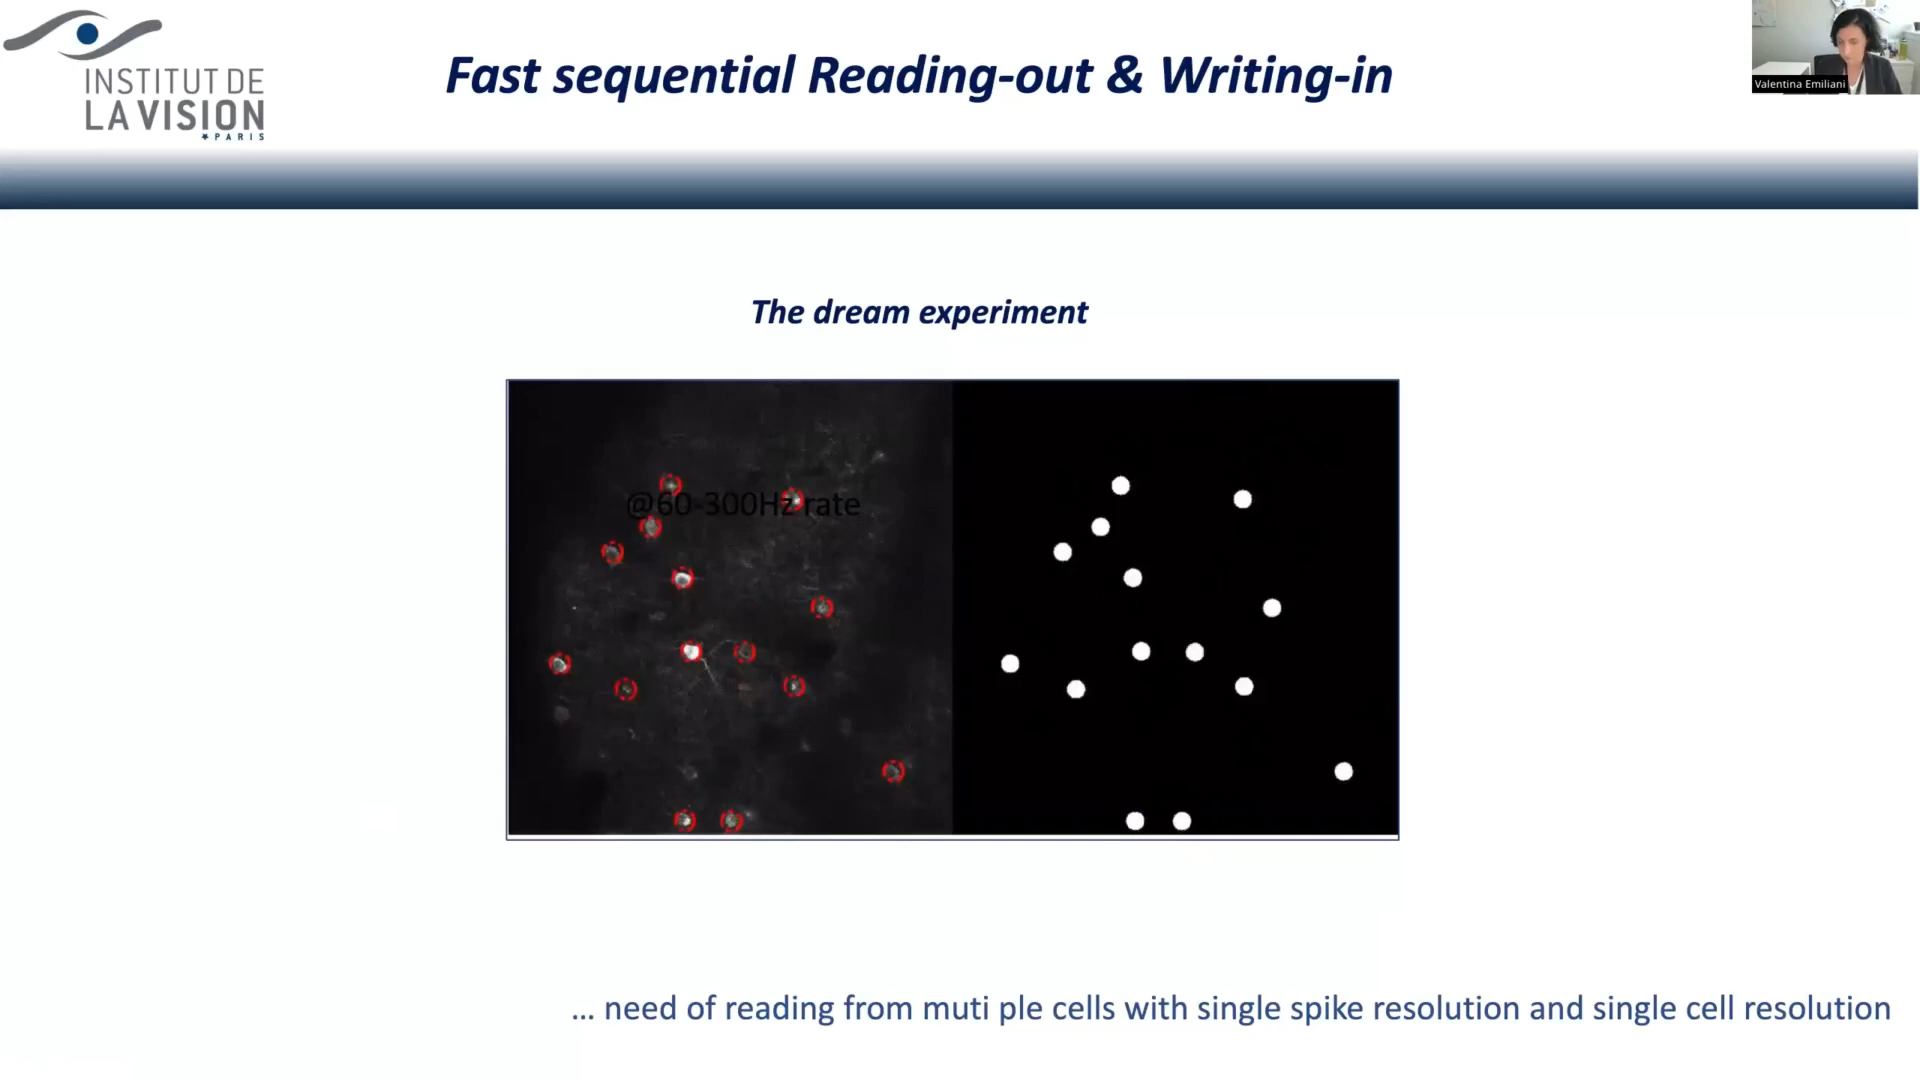 INSTITUT DE
LA VISION
PARIS
Fast sequential Reading-out & Writing-in
Valentina Emiliani
The dream experiment
@60-300Hz rate
... need of reading from muti ple cells with single spike resolution and single cell resolution